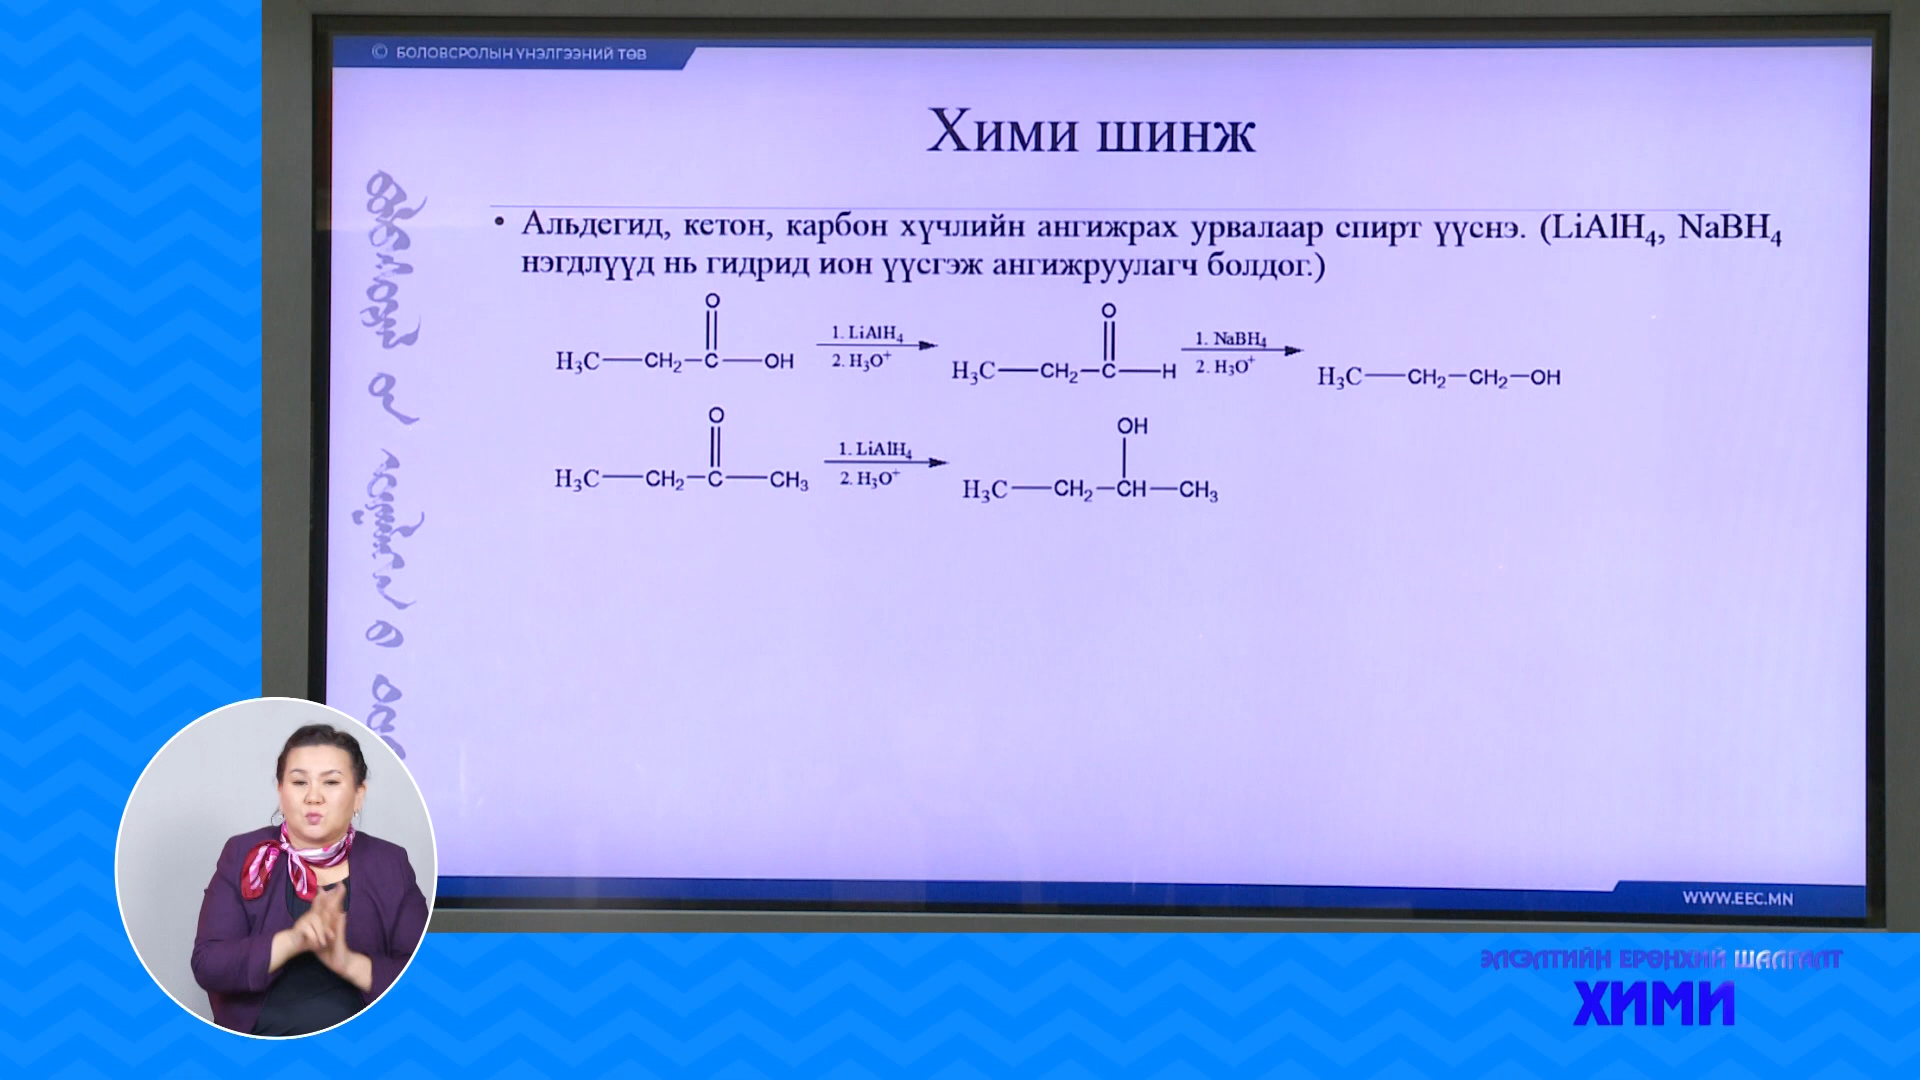 © БОЛОВСРОЛЫН ҮНЭЛГЭЭНИЙ ТӨВ
Хими шинж
• Альдегид, кетон, карбон хүчлийн ангижрах урвалаар спирт үүснэ. (LiAlH₄, NaBH₄
нэгдлүүд нь гидрид ион үүсгэж ангижруулагч болдог.)
O
H₃C—CH₂—C—OH
1. LiAlH₄
2. H₃O⁺
O
H₃C—CH₂—C—H
1. NaBH₄
2. H₃O⁺
H₃C—CH₂—CH₂—OH
O
H₃C—CH₂—C—CH₃
1. LiAlH₄
2. H₃O⁺
OH
H₃C—CH₂—CH—CH₃
WWW.EEC.MN
ЭЛСЭЛТИЙН ЕРӨНХИЙ ШАЛГАЛТ
ХИМИ